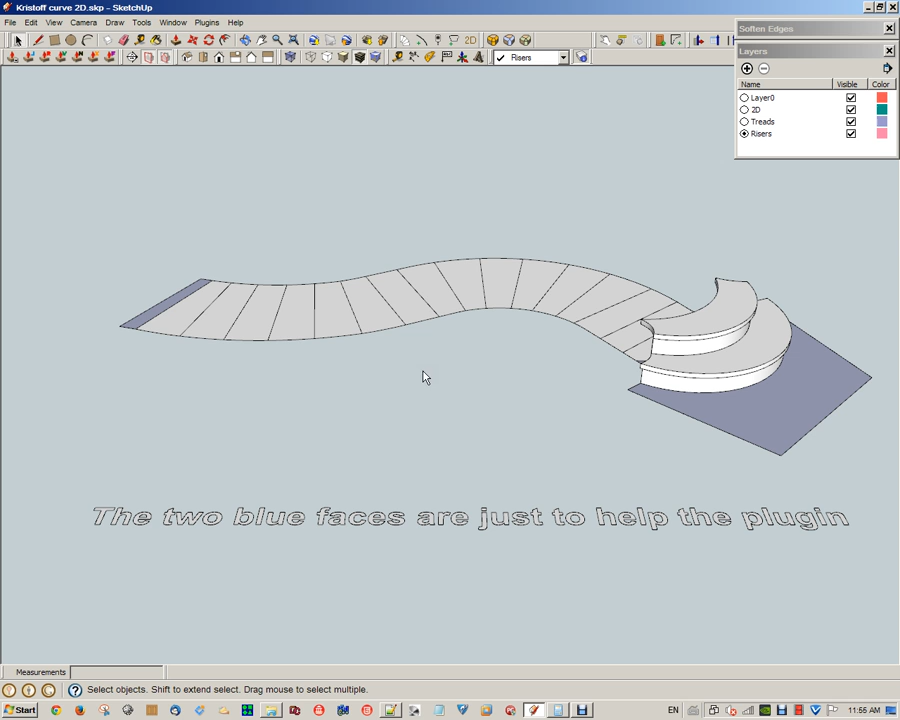 Kristoff curve 2D.skp - SketchUp
File Edit View Camera Draw Tools Window Plugins Help
2D
Risers
Soften Edges
Layers
Name Visible Color
Layer0
2D
Treads
Risers
The two blue faces are just to help the plugin
Measurements
Select objects. Shift to extend select. Drag mouse to select multiple.
Start
EN
11:55 AM